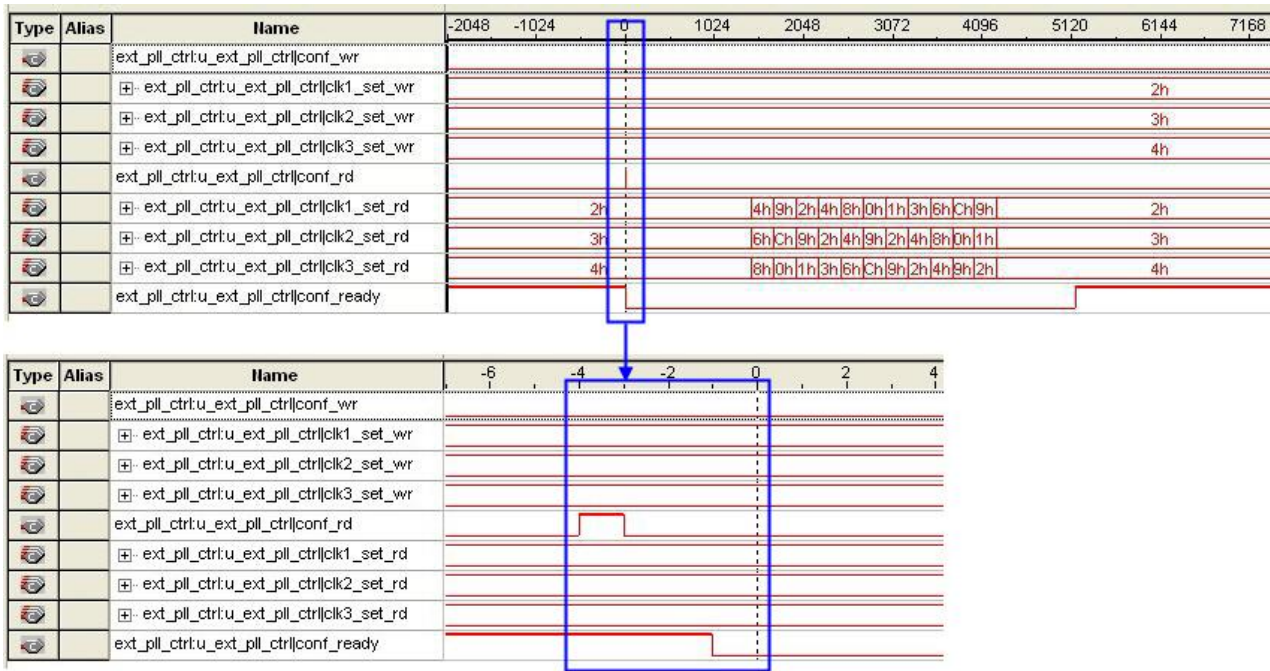 Type Alias Name -2048 -1024 0 1024 2048 3072 4096 5120 6144 7168
ext_pll_ctrl:u_ext_pll_ctrl|conf_wr
ext_pll_ctrl:u_ext_pll_ctrl|clk1_set_wr 2h
ext_pll_ctrl:u_ext_pll_ctrl|clk2_set_wr 3h
ext_pll_ctrl:u_ext_pll_ctrl|clk3_set_wr 4h
ext_pll_ctrl:u_ext_pll_ctrl|conf_rd
ext_pll_ctrl:u_ext_pll_ctrl|clk1_set_rd 2h 4h 9h 2h 4h 8h 0h 1h 3h 6h Ch 9h 2h
ext_pll_ctrl:u_ext_pll_ctrl|clk2_set_rd 3h 6h Ch 9h 2h 4h 9h 2h 4h 8h 0h 1h 3h
ext_pll_ctrl:u_ext_pll_ctrl|clk3_set_rd 4h 8h 0h 1h 3h 6h Ch 9h 2h 4h 9h 2h 4h
ext_pll_ctrl:u_ext_pll_ctrl|conf_ready
Type Alias Name -6 -4 -2 0 2 4
ext_pll_ctrl:u_ext_pll_ctrl|conf_wr
ext_pll_ctrl:u_ext_pll_ctrl|clk1_set_wr
ext_pll_ctrl:u_ext_pll_ctrl|clk2_set_wr
ext_pll_ctrl:u_ext_pll_ctrl|clk3_set_wr
ext_pll_ctrl:u_ext_pll_ctrl|conf_rd
ext_pll_ctrl:u_ext_pll_ctrl|clk1_set_rd
ext_pll_ctrl:u_ext_pll_ctrl|clk2_set_rd
ext_pll_ctrl:u_ext_pll_ctrl|clk3_set_rd
ext_pll_ctrl:u_ext_pll_ctrl|conf_ready